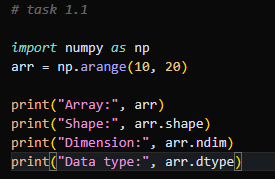 # task 1.1
import numpy as np
arr = np.arange(10, 20)
print("Array:", arr)
print("Shape:", arr.shape)
print("Dimension:", arr.ndim)
print("Data type:", arr.dtype)